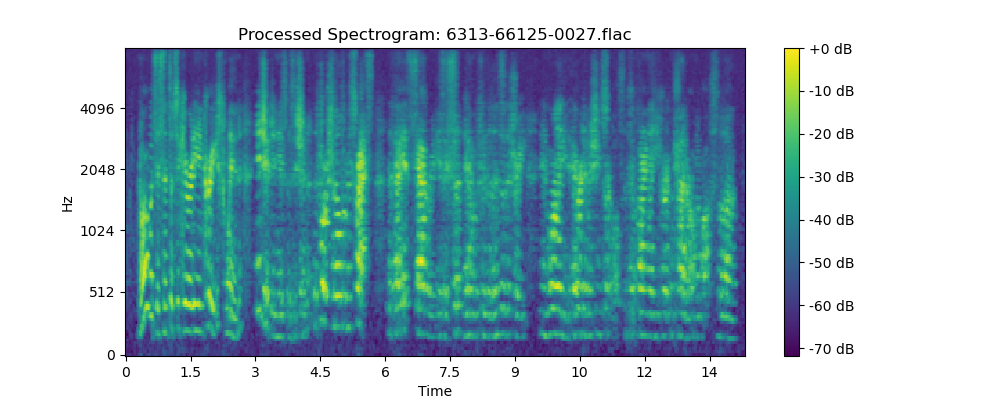 Processed Spectrogram: 6313-66125-0027.flac
Hz
4096
2048
1024
512
0
0 1.5 3 4.5 6 7.5 9 10 12 14
Time
+0 dB
-10 dB
-20 dB
-30 dB
-40 dB
-50 dB
-60 dB
-70 dB